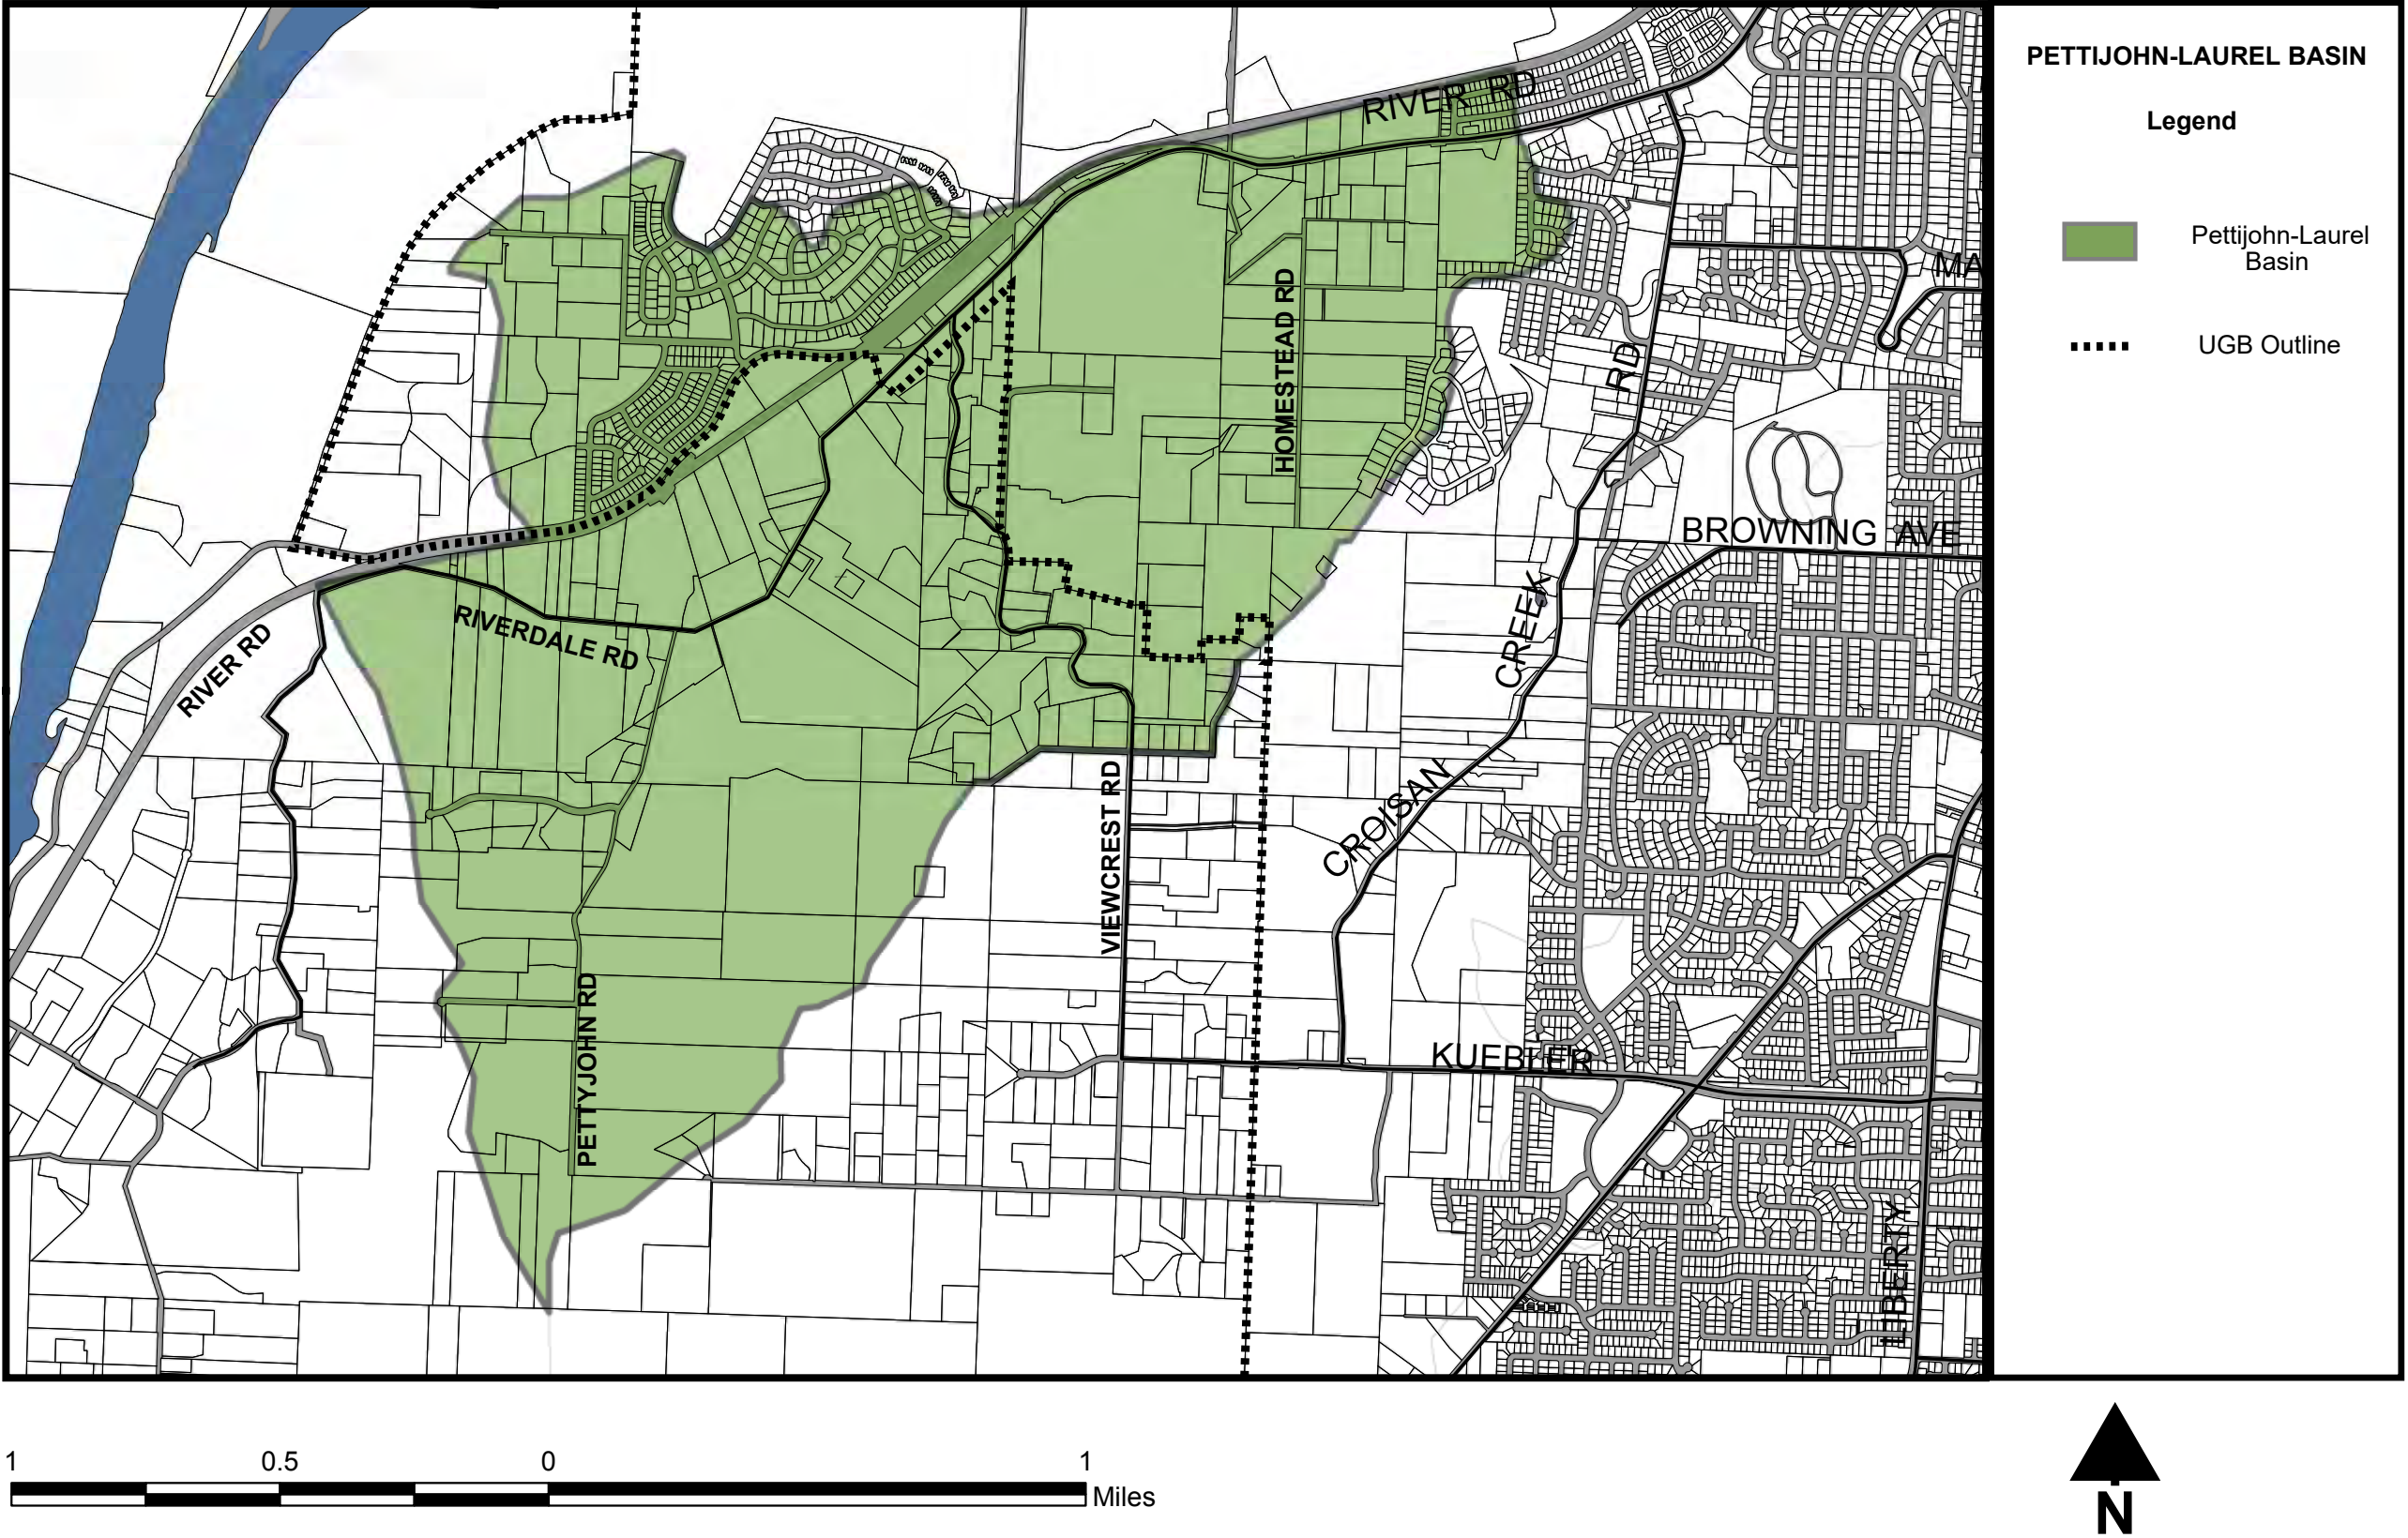 PETTIJOHN-LAUREL BASIN
Legend
Pettijohn-Laurel
Basin
UGB Outline
RIVER RD
HOMESTEAD RD
MA
RD
BROWNING AVE
CREEK
RIVERDALE RD
RIVER RD
CROISAN
VIEWCREST RD
PETTYJOHN RD
KUEBLER
LIBERTY
1
0.5
0
1
Miles
N